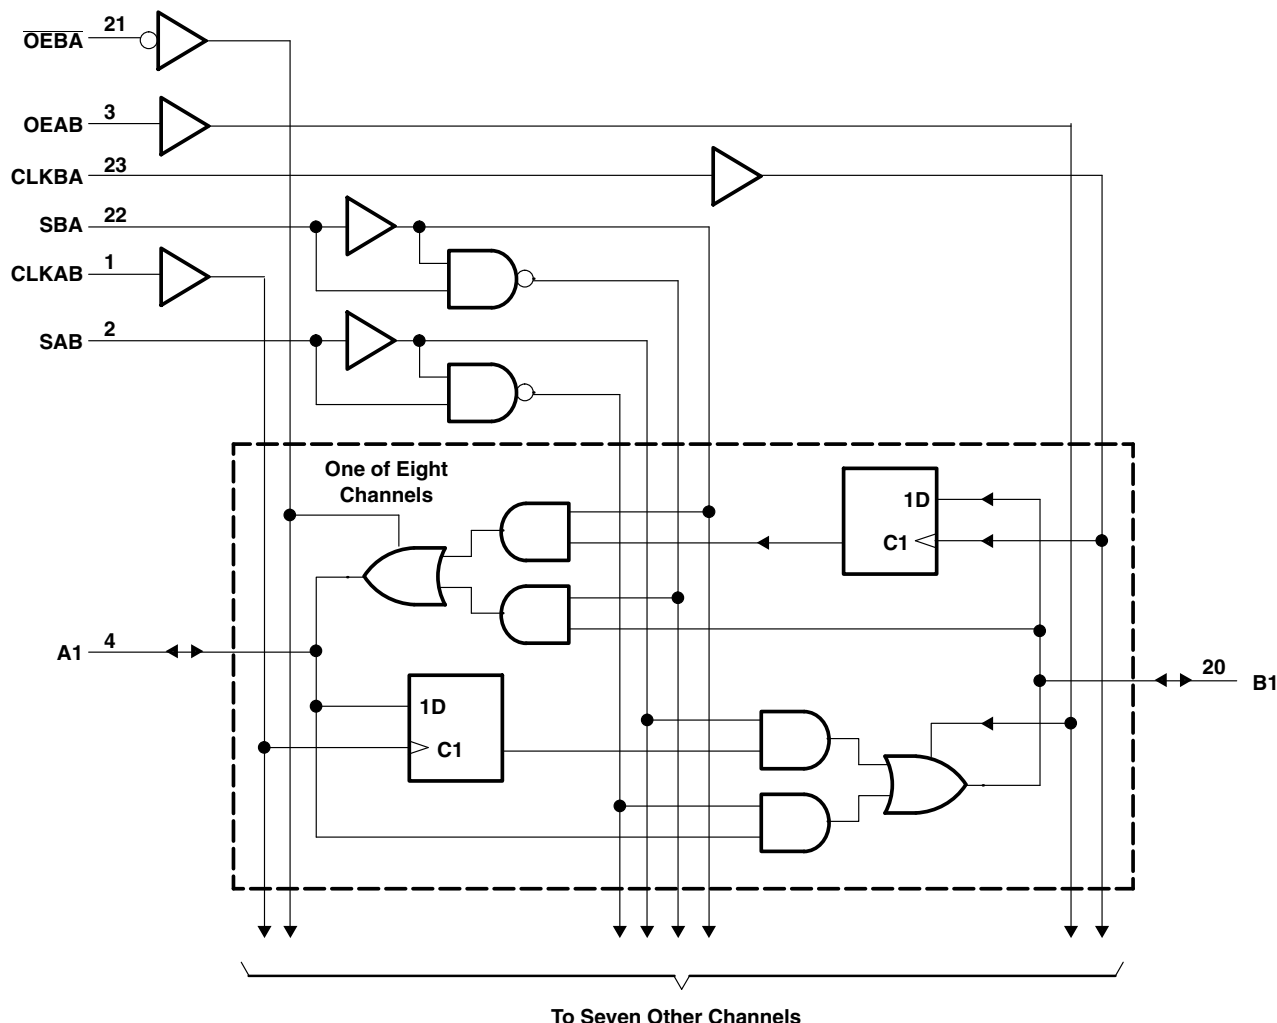 OEBA 21
OEAB 3
CLKBA 23
SBA 22
CLKAB 1
SAB 2
One of Eight
Channels
1D
C1
A1 4
20 B1
1D
C1
To Seven Other Channels